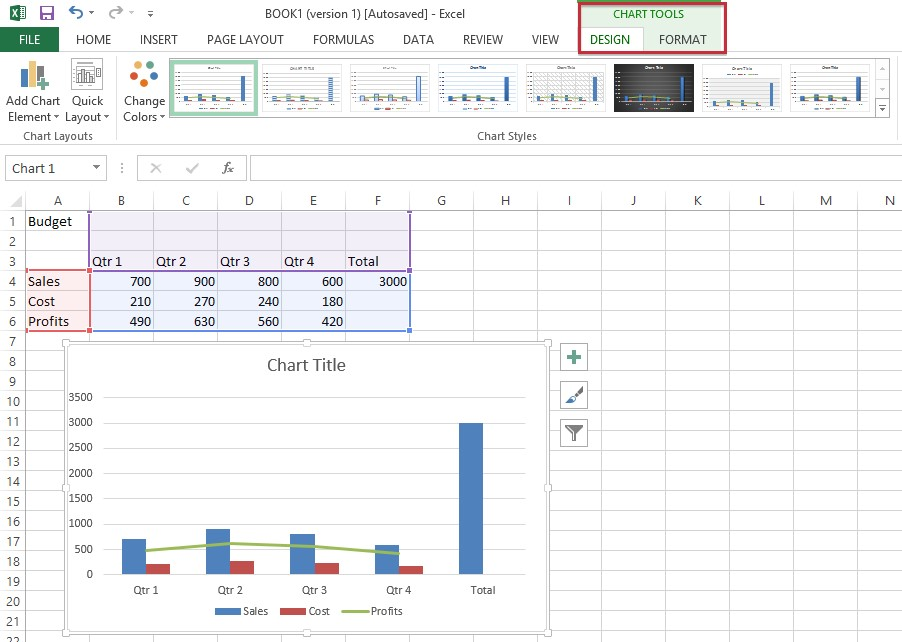 BOOK1 (version 1) [Autosaved] - Excel
CHART TOOLS
FILE HOME INSERT PAGE LAYOUT FORMULAS DATA REVIEW VIEW DESIGN FORMAT
Add Chart Element Quick Layout Change Colors
Chart Layouts Chart Styles
Chart 1 fx
A B C D E F G H I J K L M N
1 Budget
2
3 Qtr 1 Qtr 2 Qtr 3 Qtr 4 Total
4 Sales 700 900 800 600 3000
5 Cost 210 270 240 180
6 Profits 490 630 560 420
7
8
9
10
11
12
13
14
15
16
17
18
19
20
21
22
Chart Title
3500
3000
2500
2000
1500
1000
500
0
Qtr 1 Qtr 2 Qtr 3 Qtr 4 Total
Sales Cost Profits